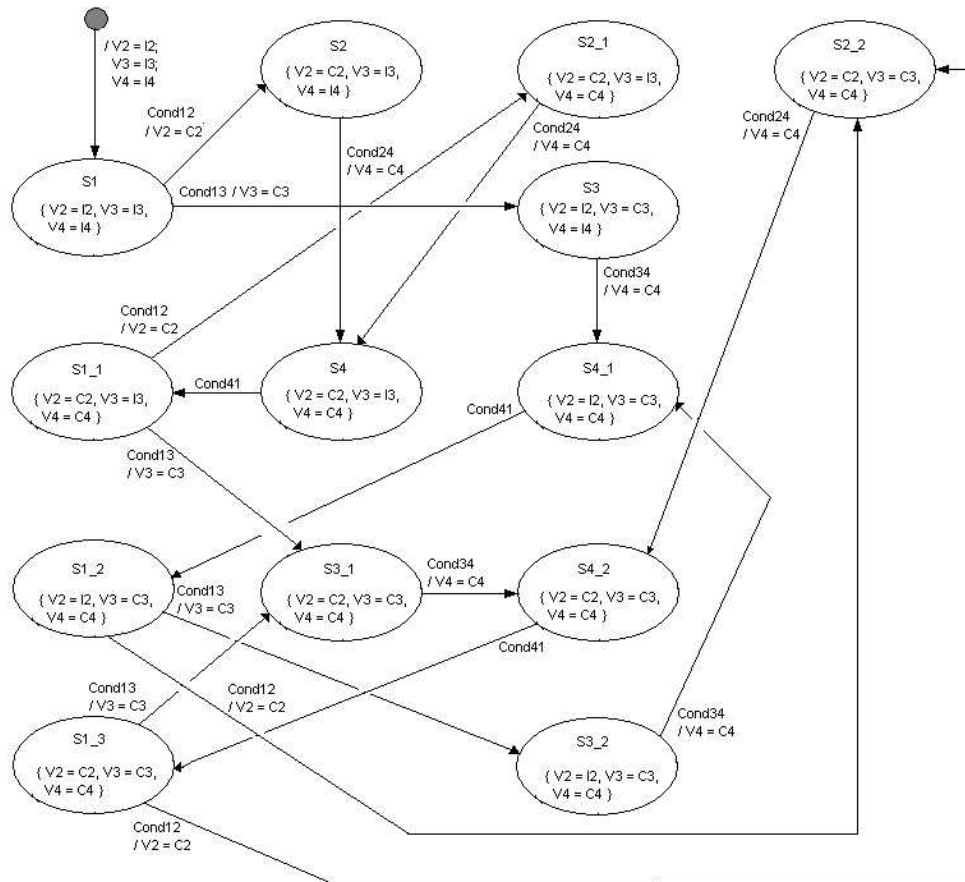 / V2 = I2;
V3 = I3;
V4 = I4
S2
{ V2 = C2, V3 = I3,
V4 = I4 }
S2_1
{ V2 = C2, V3 = I3,
V4 = C4 }
S2_2
{ V2 = C2, V3 = C3,
V4 = C4 }
Cond12
/ V2 = C2
Cond24
/ V4 = C4
Cond24
/ V4 = C4
Cond24
/ V4 = C4
S1
{ V2 = I2, V3 = I3,
V4 = I4 }
Cond13 / V3 = C3
S3
{ V2 = I2, V3 = C3,
V4 = I4 }
Cond34
/ V4 = C4
Cond12
/ V2 = C2
S1_1
{ V2 = C2, V3 = I3,
V4 = C4 }
Cond41
S4
{ V2 = C2, V3 = I3,
V4 = C4 }
S4_1
{ V2 = I2, V3 = C3,
V4 = C4 }
Cond41
Cond13
/ V3 = C3
S1_2
{ V2 = I2, V3 = C3,
V4 = C4 }
Cond13
/ V3 = C3
S3_1
{ V2 = C2, V3 = C3,
V4 = C4 }
Cond34
/ V4 = C4
S4_2
{ V2 = C2, V3 = C3,
V4 = C4 }
Cond41
Cond13
/ V3 = C3
Cond12
/ V2 = C2
Cond34
/ V4 = C4
S1_3
{ V2 = C2, V3 = C3,
V4 = C4 }
S3_2
{ V2 = I2, V3 = C3,
V4 = C4 }
Cond12
/ V2 = C2